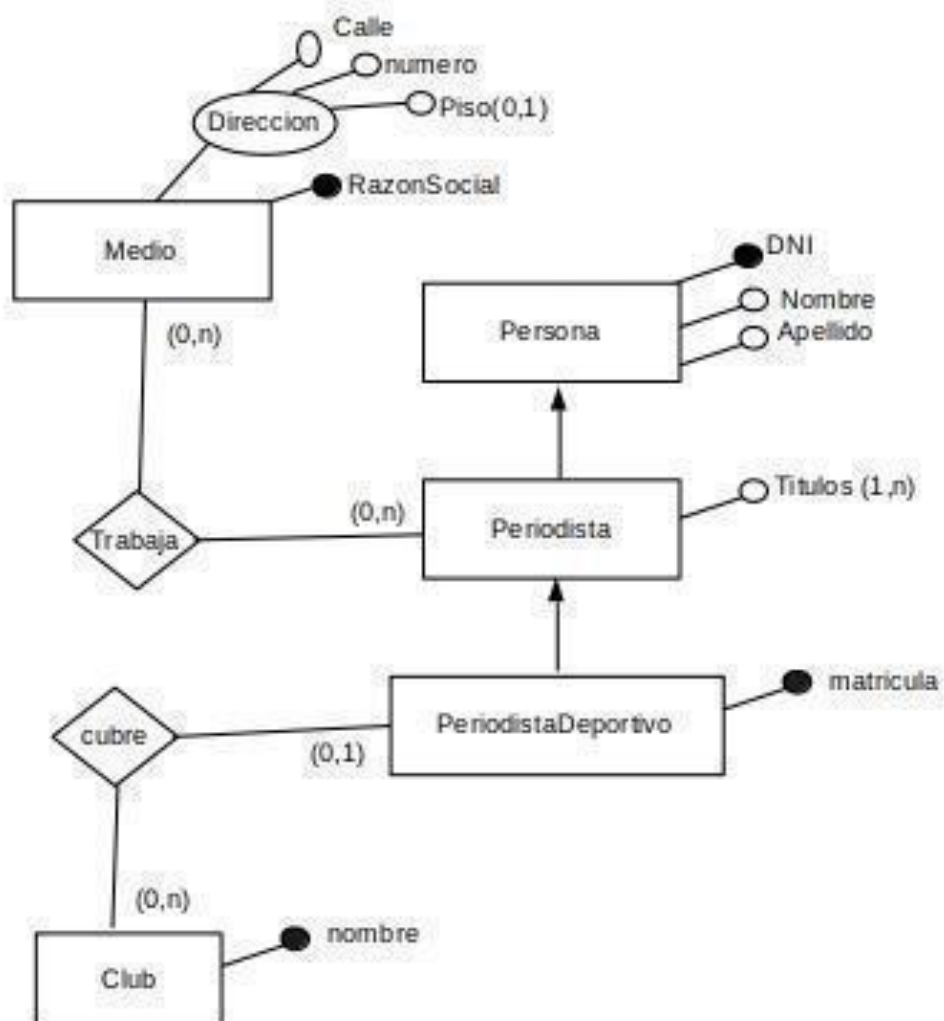 Calle
numero
Piso(0,1)
Direccion
RazonSocial
Medio
(0,n)
DNI
Nombre
Apellido
Persona
Titulos (1,n)
(0,n)
Periodista
Trabaja
matricula
PeriodistaDeportivo
cubre
(0,1)
(0,n)
nombre
Club